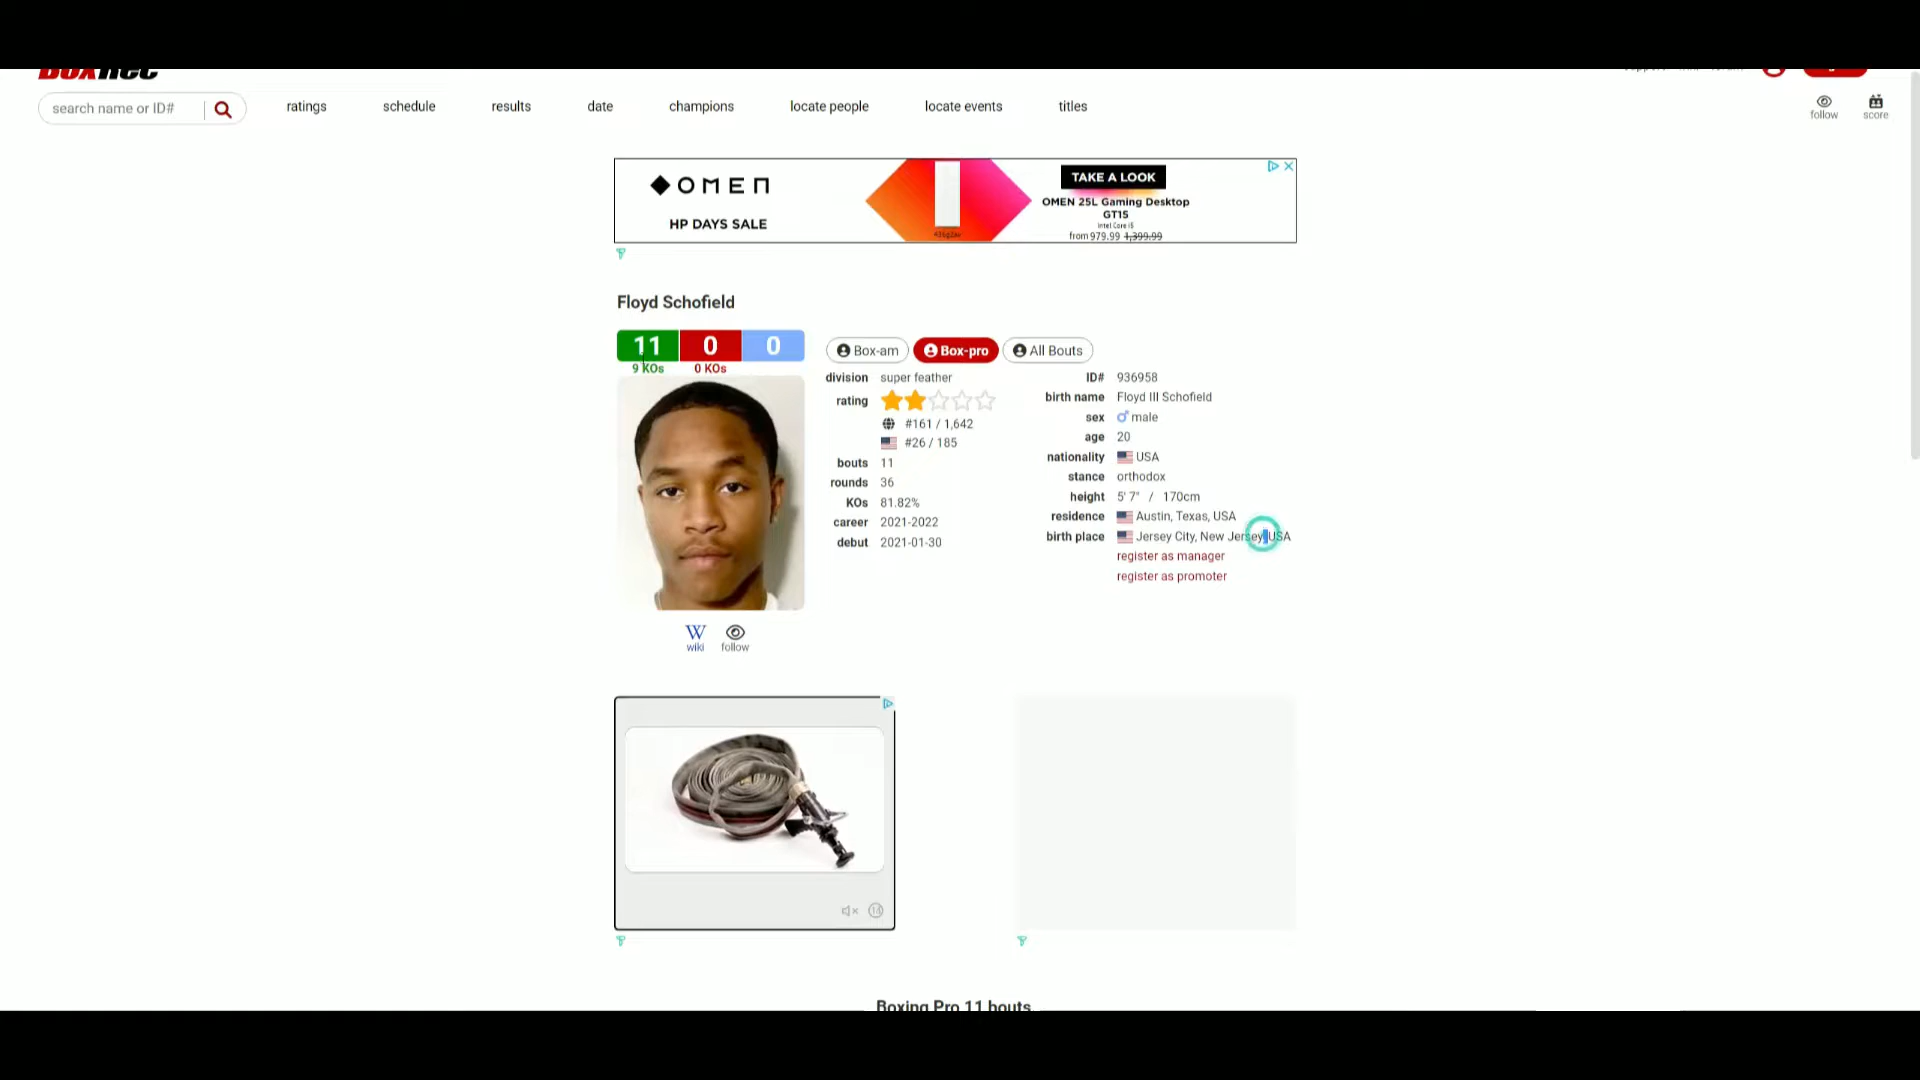 BoxRec
search name or ID#
ratings
schedule
results
date
champions
locate people
locate events
titles
follow
score
OMEN
HP DAYS SALE
TAKE A LOOK
OMEN 25L Gaming Desktop
GT15
Intel Core i5
from 979.99 1,399.99
Floyd Schofield
11 0 0
9 KOs 0 KOs
Box-am
Box-pro
All Bouts
division super feather
rating
#161 / 1,642
#26 / 185
bouts 11
rounds 36
KOs 81.82%
career 2021-2022
debut 2021-01-30
ID# 936958
birth name Floyd III Schofield
sex male
age 20
nationality USA
stance orthodox
height 5' 7" / 170cm
residence Austin, Texas, USA
birth place Jersey City, New Jersey, USA
register as manager
register as promoter
W
wiki
follow
Boxing Pro 11 bouts